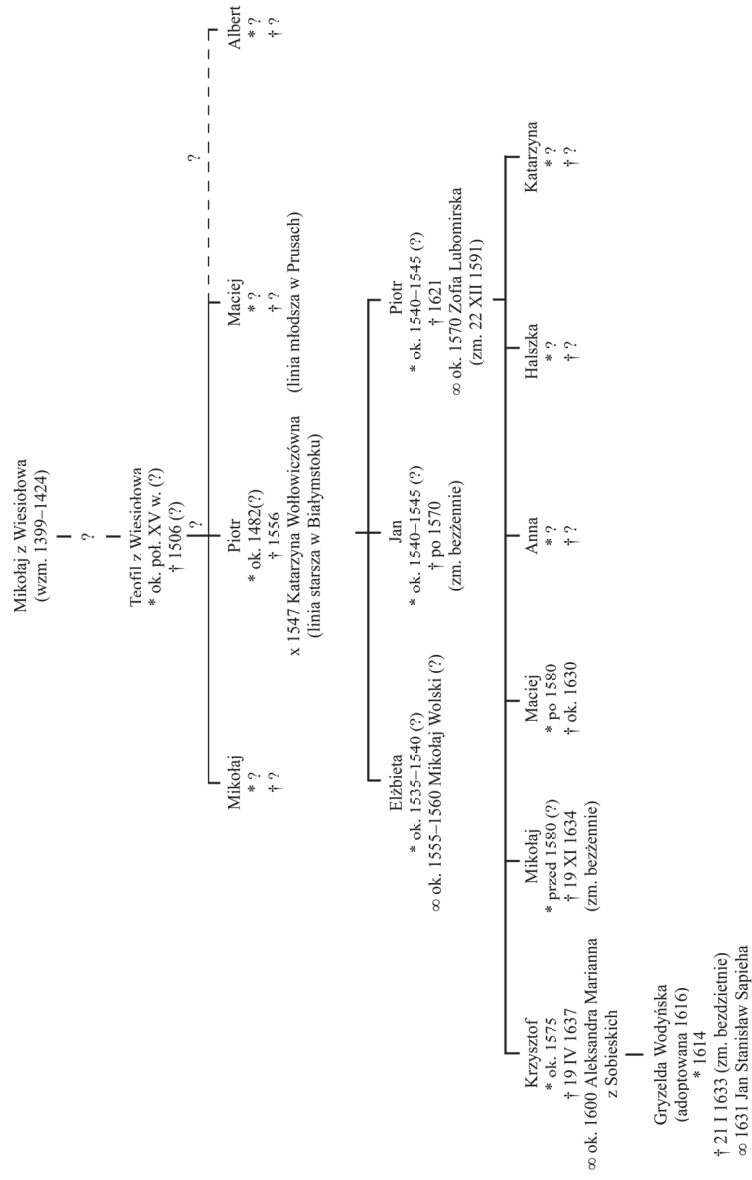 Mikołaj z Wiesiołowa
(wzm. 1399–1424)
?
Teofil z Wiesiołowa
* ok. poł. XV w. (?)
† 1506 (?)
?
?
Mikołaj
* ?
† ?
Piotr
* ok. 1482(?)
† 1556
x 1547 Katarzyna Wołłowiczówna
(linia starsza w Białymstoku)
Maciej
* ?
† ?
(linia młodsza w Prusach)
Albert
* ?
† ?
Elżbieta
* ok. 1535–1540 (?)
∞ ok. 1555–1560 Mikołaj Wolski (?)
Jan
* ok. 1540–1545 (?)
† po 1570
(zm. bezżennie)
Piotr
* ok. 1540–1545 (?)
† 1621
∞ ok. 1570 Zofia Lubomirska
(zm. 22 XII 1591)
Krzysztof
* ok. 1575
† 19 IV 1637
∞ ok. 1600 Aleksandra Marianna
z Sobieskich
Mikołaj
* przed 1580 (?)
† 19 XI 1634
(zm. bezżennie)
Maciej
* po 1580
† ok. 1630
Anna
* ?
† ?
Halszka
* ?
† ?
Katarzyna
* ?
† ?
Gryzelda Wodyńska
(adoptowana 1616)
* 1614
† 21 I 1633 (zm. bezdzietnie)
∞ 1631 Jan Stanisław Sapieha